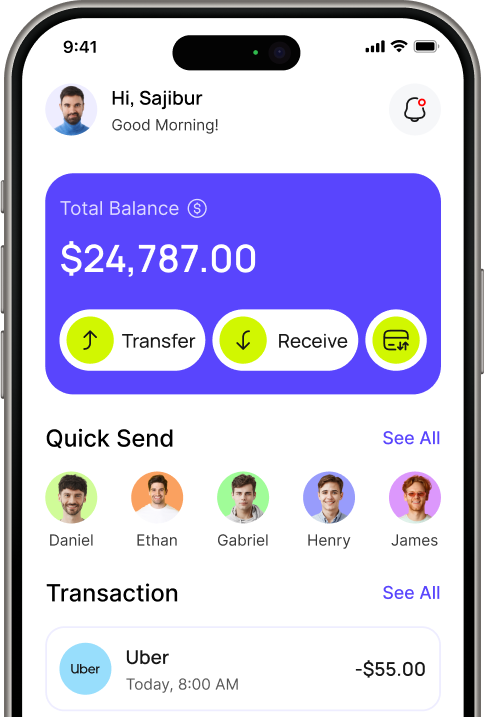 9:41
Hi, Sajibur
Good Morning!
Total Balance $
$24,787.00
Transfer
Receive
Quick Send
See All
Daniel
Ethan
Gabriel
Henry
James
Transaction
See All
Uber
Uber
Today, 8:00 AM
-$55.00